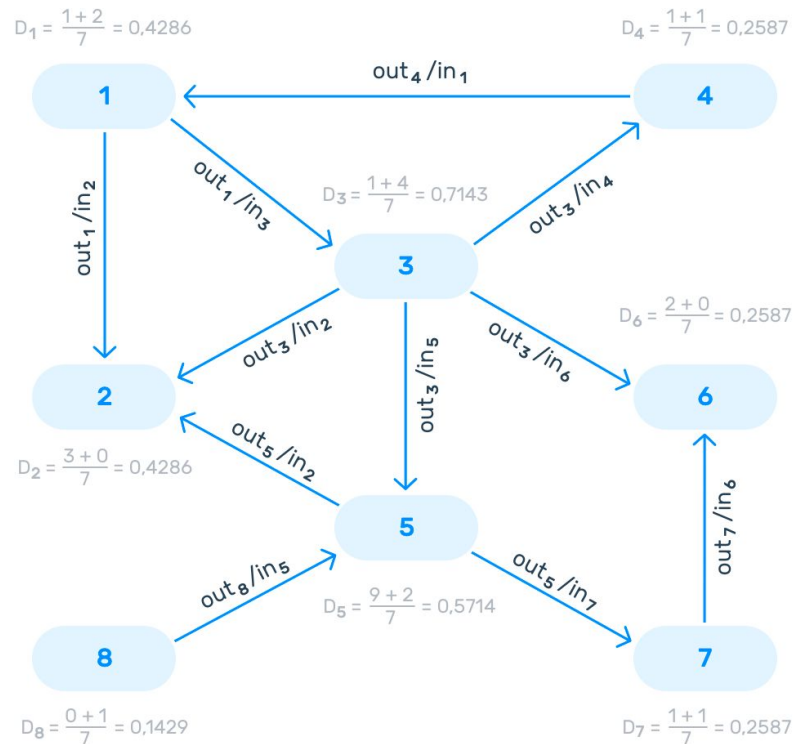 D₁ = (1 + 2)/7 = 0,4286
D₄ = (1 + 1)/7 = 0,2587
1
out₄/in₁
4
out₁/in₂
out₁/in₃
D₃ = (1 + 4)/7 = 0,7143
out₃/in₄
3
D₆ = (2 + 0)/7 = 0,2587
out₃/in₂
out₃/in₅
out₃/in₆
2
6
D₂ = (3 + 0)/7 = 0,4286
out₅/in₂
5
out₇/in₆
out₈/in₅
D₅ = (9 + 2)/7 = 0,5714
out₅/in₇
8
7
D₈ = (0 + 1)/7 = 0,1429
D₇ = (1 + 1)/7 = 0,2587